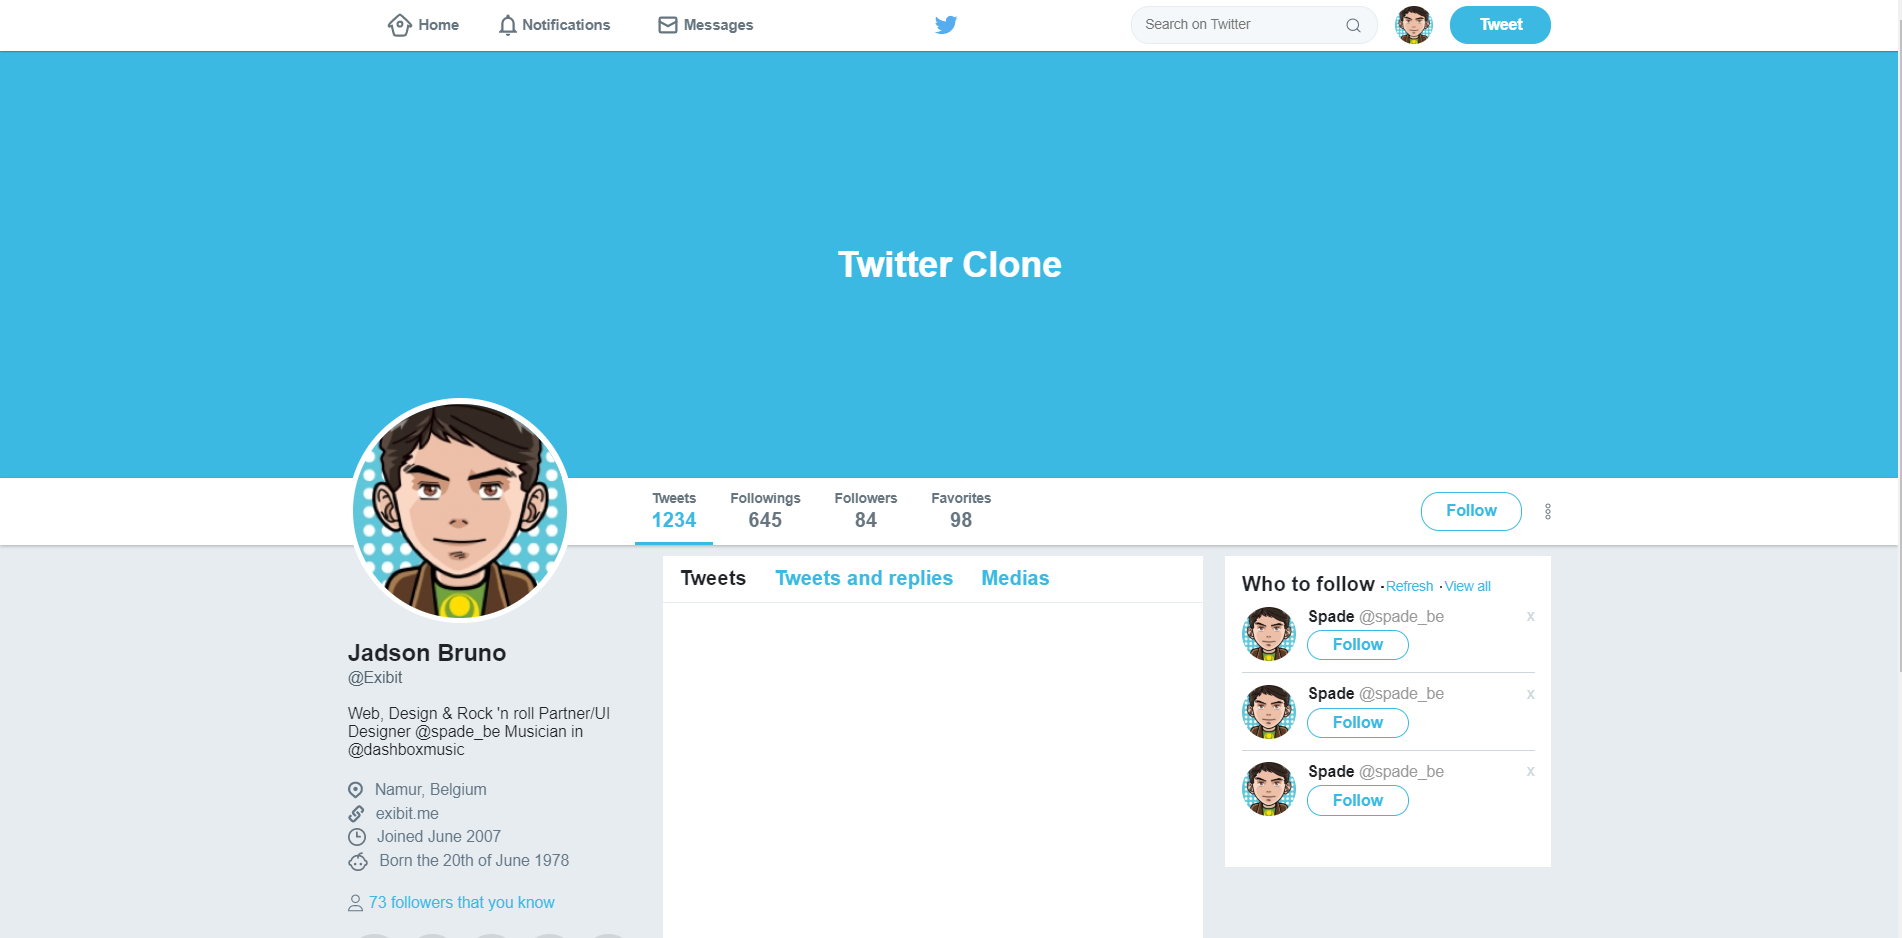 Home Notifications Messages Search on Twitter Tweet
Twitter Clone
Tweets Followings Followers Favorites
1234 645 84 98
Follow
Tweets Tweets and replies Medias
Jadson Bruno
@Exibit
Web, Design & Rock 'n roll Partner/UI
Designer @spade_be Musician in
@dashboxmusic
Namur, Belgium
exibit.me
Joined June 2007
Born the 20th of June 1978
73 followers that you know
Who to follow · Refresh · View all
Spade @spade_be x
Follow
Spade @spade_be x
Follow
Spade @spade_be x
Follow